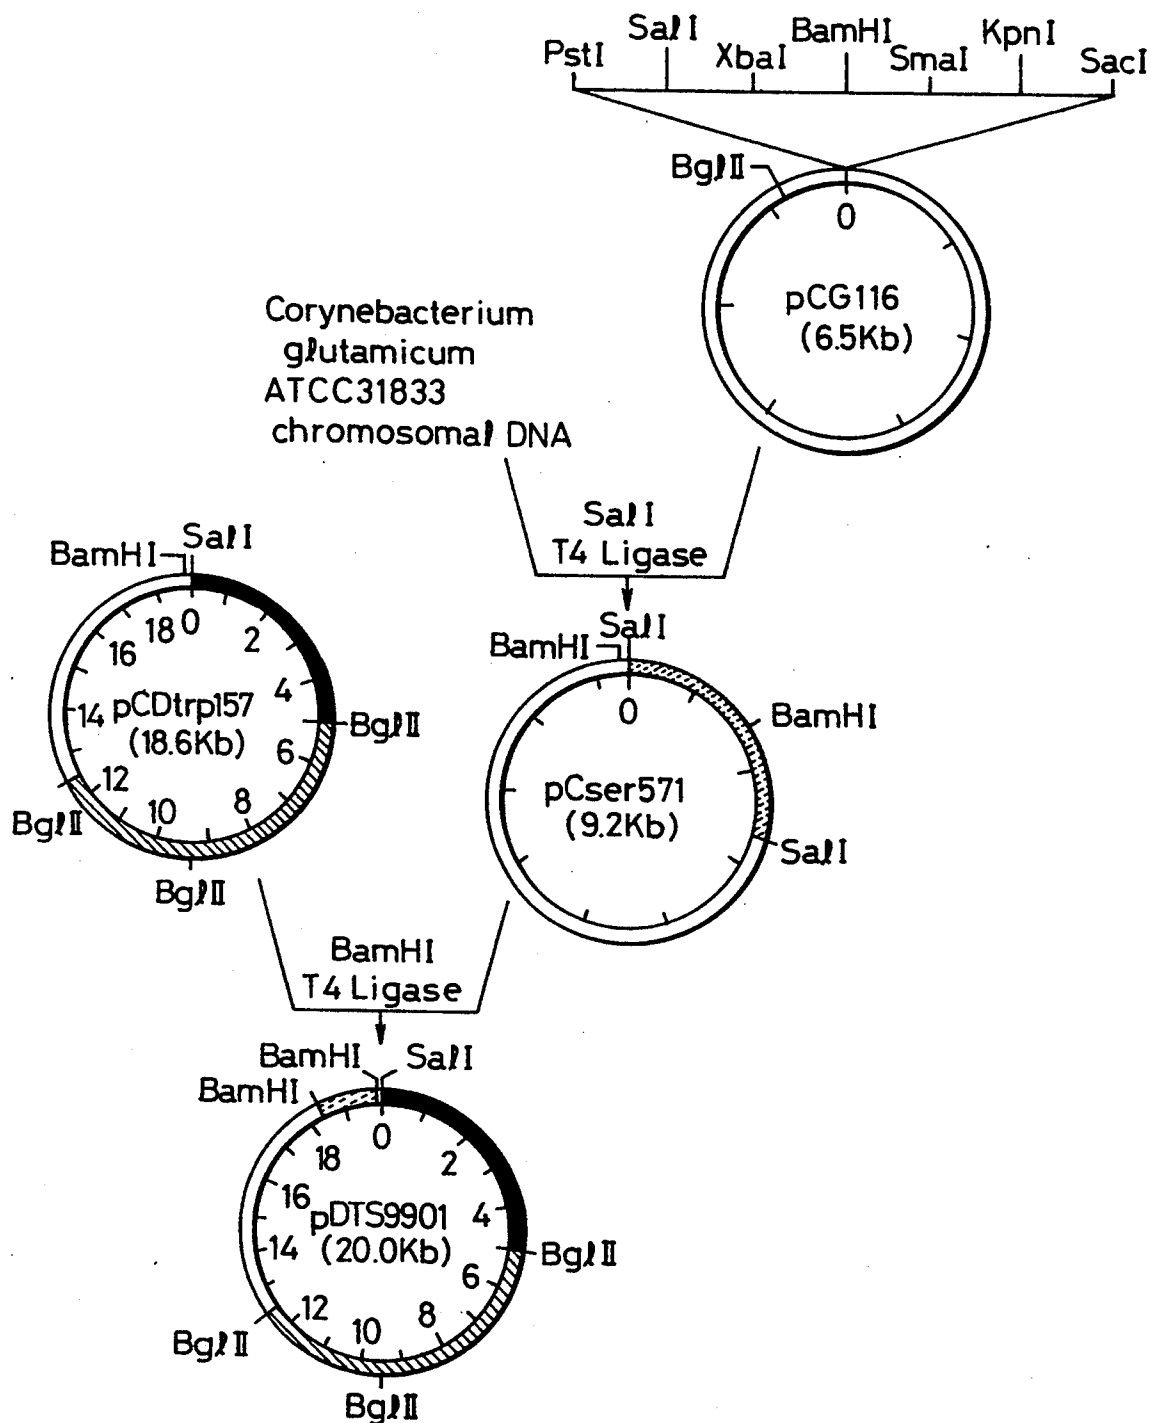 PstI
SalI
XbaI
BamHI
SmaI
KpnI
SacI
BglII
0
pCG116
(6.5Kb)
Corynebacterium
glutamicum
ATCC31833
chromosomal DNA
SalI
T4 Ligase
BamHI
SalI
0
2
4
6
8
10
12
14
16
18
pCDtrp157
(18.6Kb)
BglII
BglII
BglII
SalI
BamHI
0
BamHI
pCser571
(9.2Kb)
SalI
BamHI
T4 Ligase
BamHI
SalI
BamHI
0
2
4
6
8
10
12
14
16
18
pDTS9901
(20.0Kb)
BglII
BglII
BglII